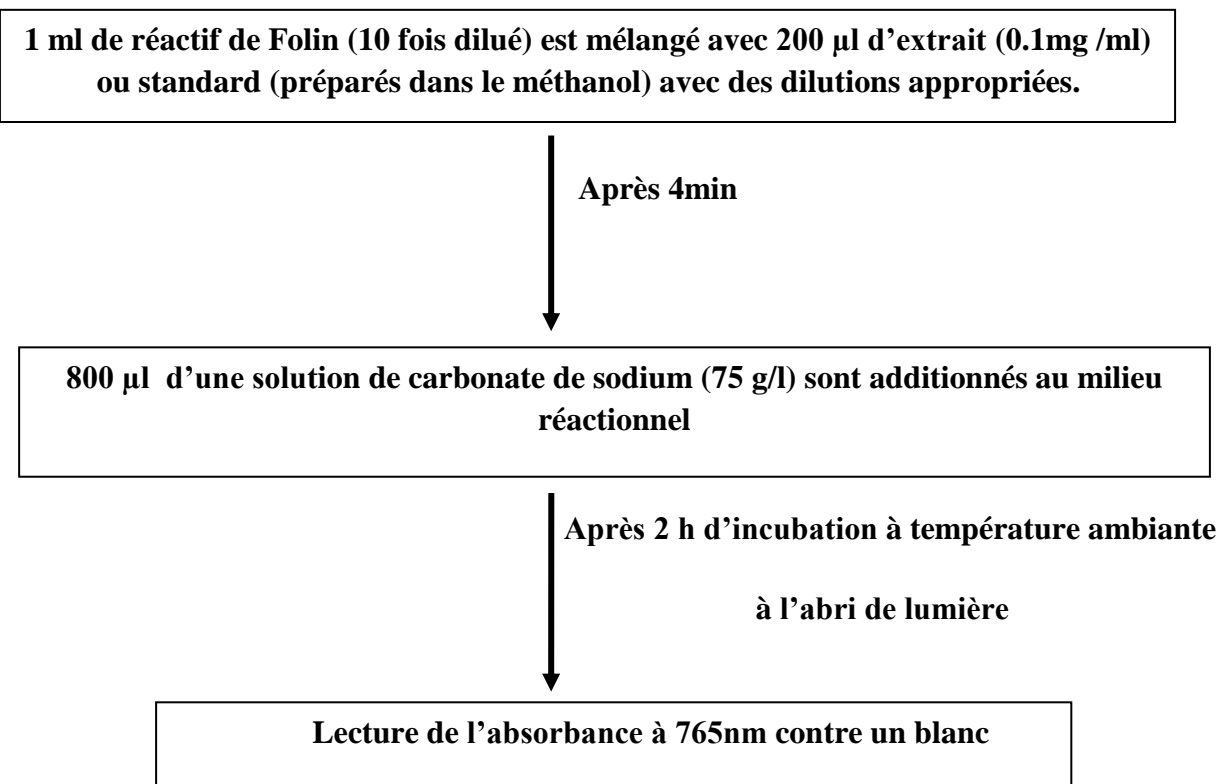 1 ml de réactif de Folin (10 fois dilué) est mélangé avec 200 µl d’extrait (0.1mg /ml)
ou standard (préparés dans le méthanol) avec des dilutions appropriées.
Après 4min
800 µl d’une solution de carbonate de sodium (75 g/l) sont additionnés au milieu
réactionnel
Après 2 h d’incubation à température ambiante
à l’abri de lumière
Lecture de l’absorbance à 765nm contre un blanc